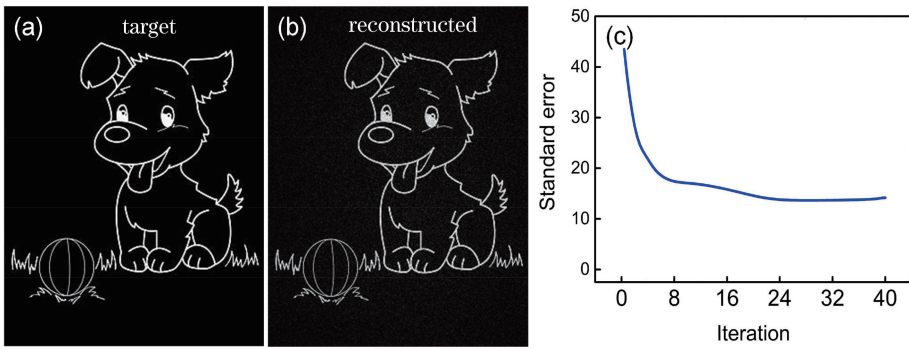 (a)
target
(b)
reconstructed
(c)
Standard error
50
40
30
20
10
0
0 8 16 24 32 40
Iteration